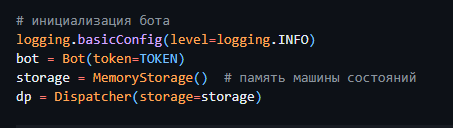 # инициализация бота
logging.basicConfig(level=logging.INFO)
bot = Bot(token=TOKEN)
storage = MemoryStorage()  # память машины состояний
dp = Dispatcher(storage=storage)